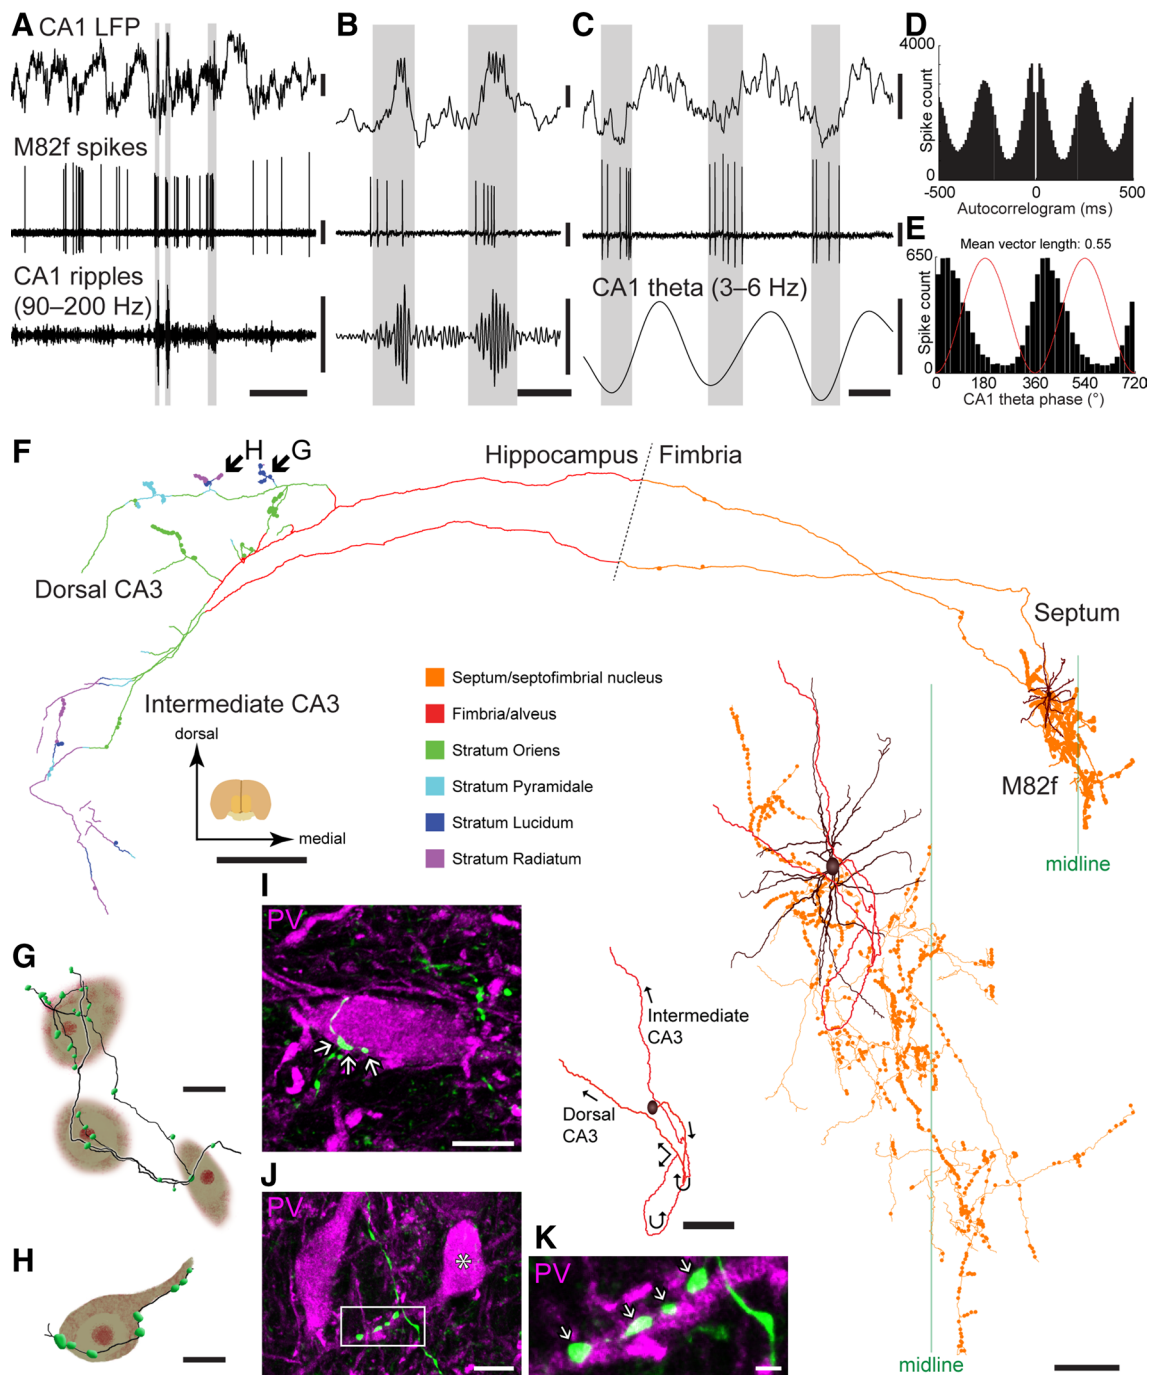 A CA1 LFP
M82f spikes
CA1 ripples
(90–200 Hz)
B
C
CA1 theta (3–6 Hz)
D
4000
Spike count
0
-500 0 500
Autocorrelogram (ms)
E
Mean vector length: 0.55
650
Spike count
0
0 180 360 540 720
CA1 theta phase (°)
F
H G
Hippocampus Fimbria
Dorsal CA3
Septum
Intermediate CA3
dorsal
medial
Septum/septofimbrial nucleus
Fimbria/alveus
Stratum Oriens
Stratum Pyramidale
Stratum Lucidum
Stratum Radiatum
M82f
midline
G
H
I
PV
J
PV
*
Intermediate
CA3
Dorsal
CA3
K
PV
midline